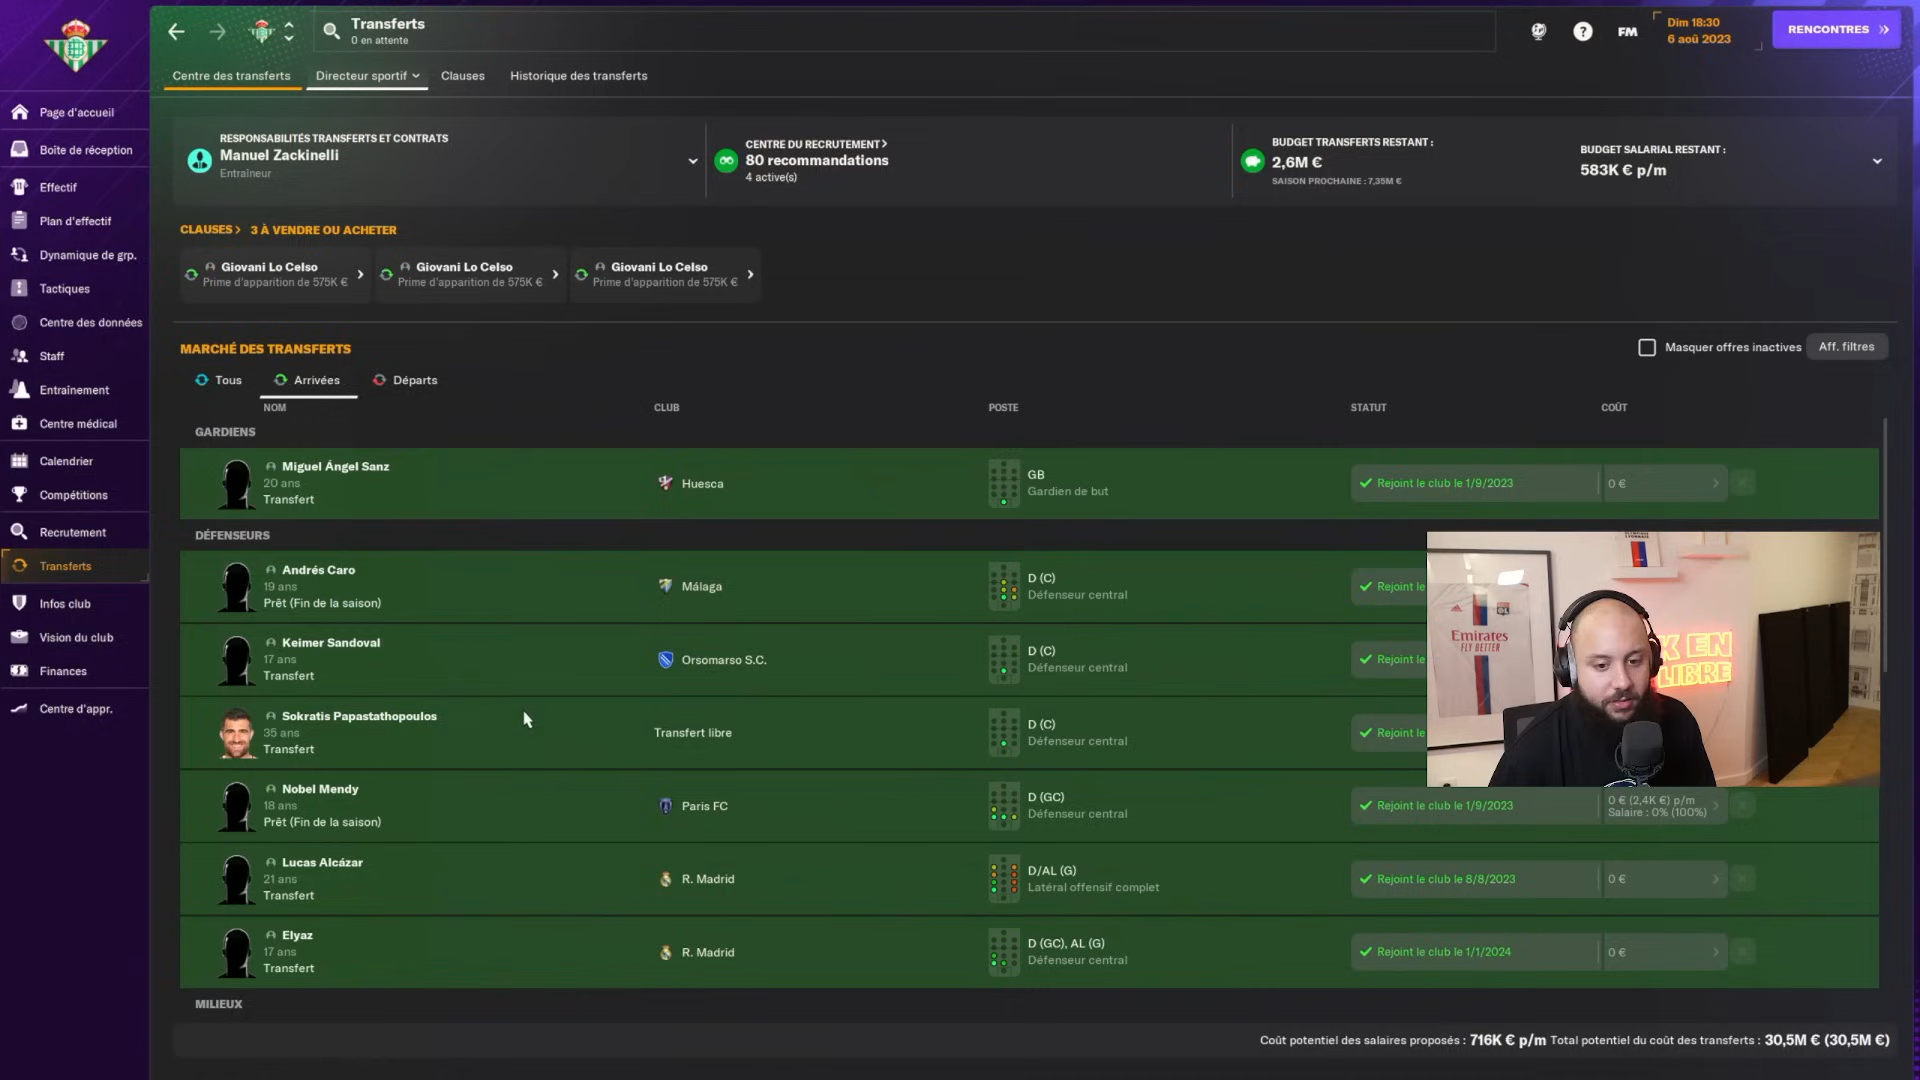 Transferts
0 en attente
FM
Dim 18:30
6 aoû 2023
RENCONTRES
Centre des transferts
Directeur sportif
Clauses
Historique des transferts
Page d'accueil
Boîte de réception
Effectif
Plan d'effectif
Dynamique de grp.
Tactiques
Centre des données
Staff
Entraînement
Centre médical
Calendrier
Compétitions
Recrutement
Transferts
Infos club
Vision du club
Finances
Centre d'appr.
RESPONSABILITÉS TRANSFERTS ET CONTRATS
Manuel Zackinelli
Entraîneur
CENTRE DU RECRUTEMENT >
80 recommandations
4 active(s)
BUDGET TRANSFERTS RESTANT :
2,6M €
SAISON PROCHAINE : 7,35M €
BUDGET SALARIAL RESTANT :
583K € p/m
CLAUSES > 3 À VENDRE OU ACHETER
Giovani Lo Celso
Prime d'apparition de 575K €
Giovani Lo Celso
Prime d'apparition de 575K €
Giovani Lo Celso
Prime d'apparition de 575K €
MARCHÉ DES TRANSFERTS
Masquer offres inactives
Aff. filtres
Tous
Arrivées
Départs
NOM CLUB POSTE STATUT COÛT
GARDIENS
Miguel Ángel Sanz
20 ans
Transfert
Huesca
GB
Gardien de but
Rejoint le club le 1/9/2023
0 €
DÉFENSEURS
Andrés Caro
19 ans
Prêt (Fin de la saison)
Málaga
D (C)
Défenseur central
Rejoint le
Keimer Sandoval
17 ans
Transfert
Orsomarso S.C.
D (C)
Défenseur central
Rejoint le
Sokratis Papastathopoulos
35 ans
Transfert
Transfert libre
D (C)
Défenseur central
Rejoint le
Nobel Mendy
18 ans
Prêt (Fin de la saison)
Paris FC
D (GC)
Défenseur central
Rejoint le club le 1/9/2023
0 € (2,4K €) p/m
Salaire : 0% (100%)
Lucas Alcázar
21 ans
Transfert
R. Madrid
D/AL (G)
Latéral offensif complet
Rejoint le club le 8/8/2023
0 €
Elyaz
17 ans
Transfert
R. Madrid
D (GC), AL (G)
Défenseur central
Rejoint le club le 1/1/2024
0 €
MILIEUX
Coût potentiel des salaires proposés : 716K € p/m Total potentiel du coût des transferts : 30,5M € (30,5M €)
Emirates
FLY BETTER
K EN
LIBRE